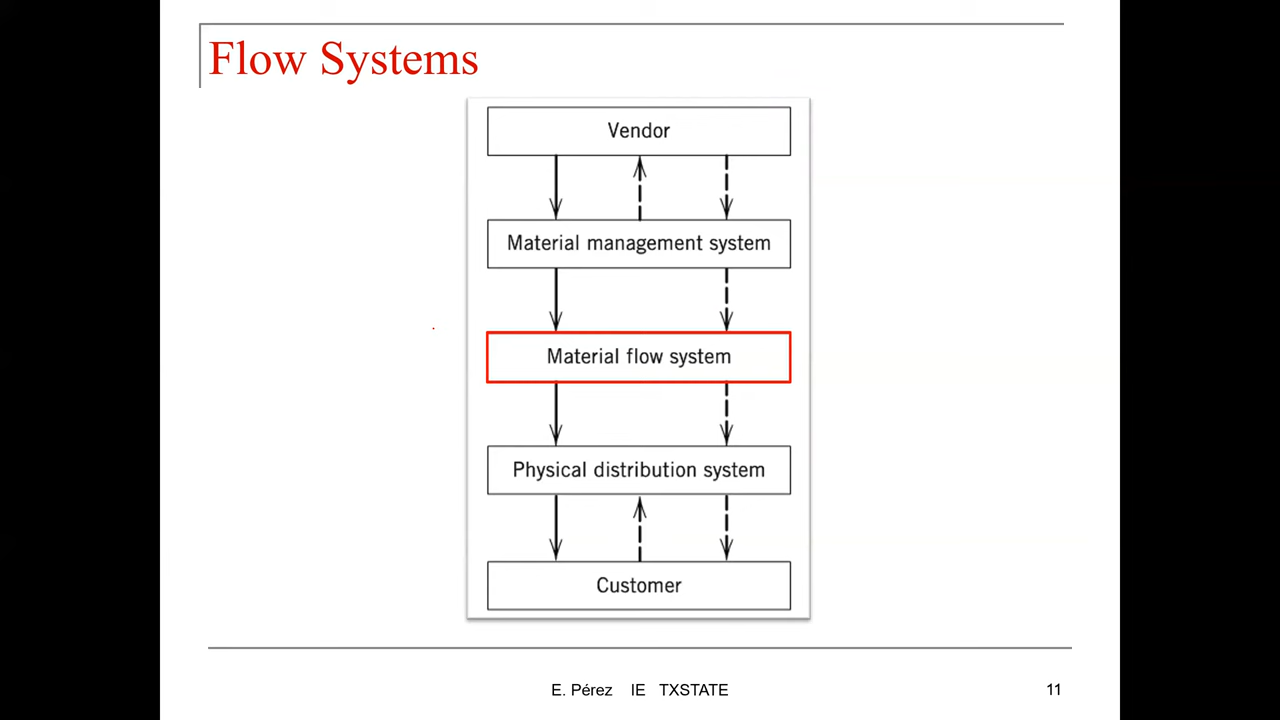 Flow Systems
Vendor
Material management system
Material flow system
Physical distribution system
Customer
E. Pérez IE TXSTATE
11